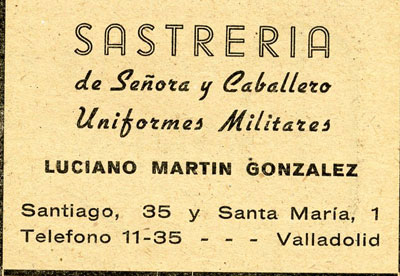 SASTRERIA
de Señora y Caballero
Uniformes Militares
LUCIANO MARTIN GONZALEZ
Santiago, 35 y Santa María, 1
Telefono 11-35 - - - Valladolid